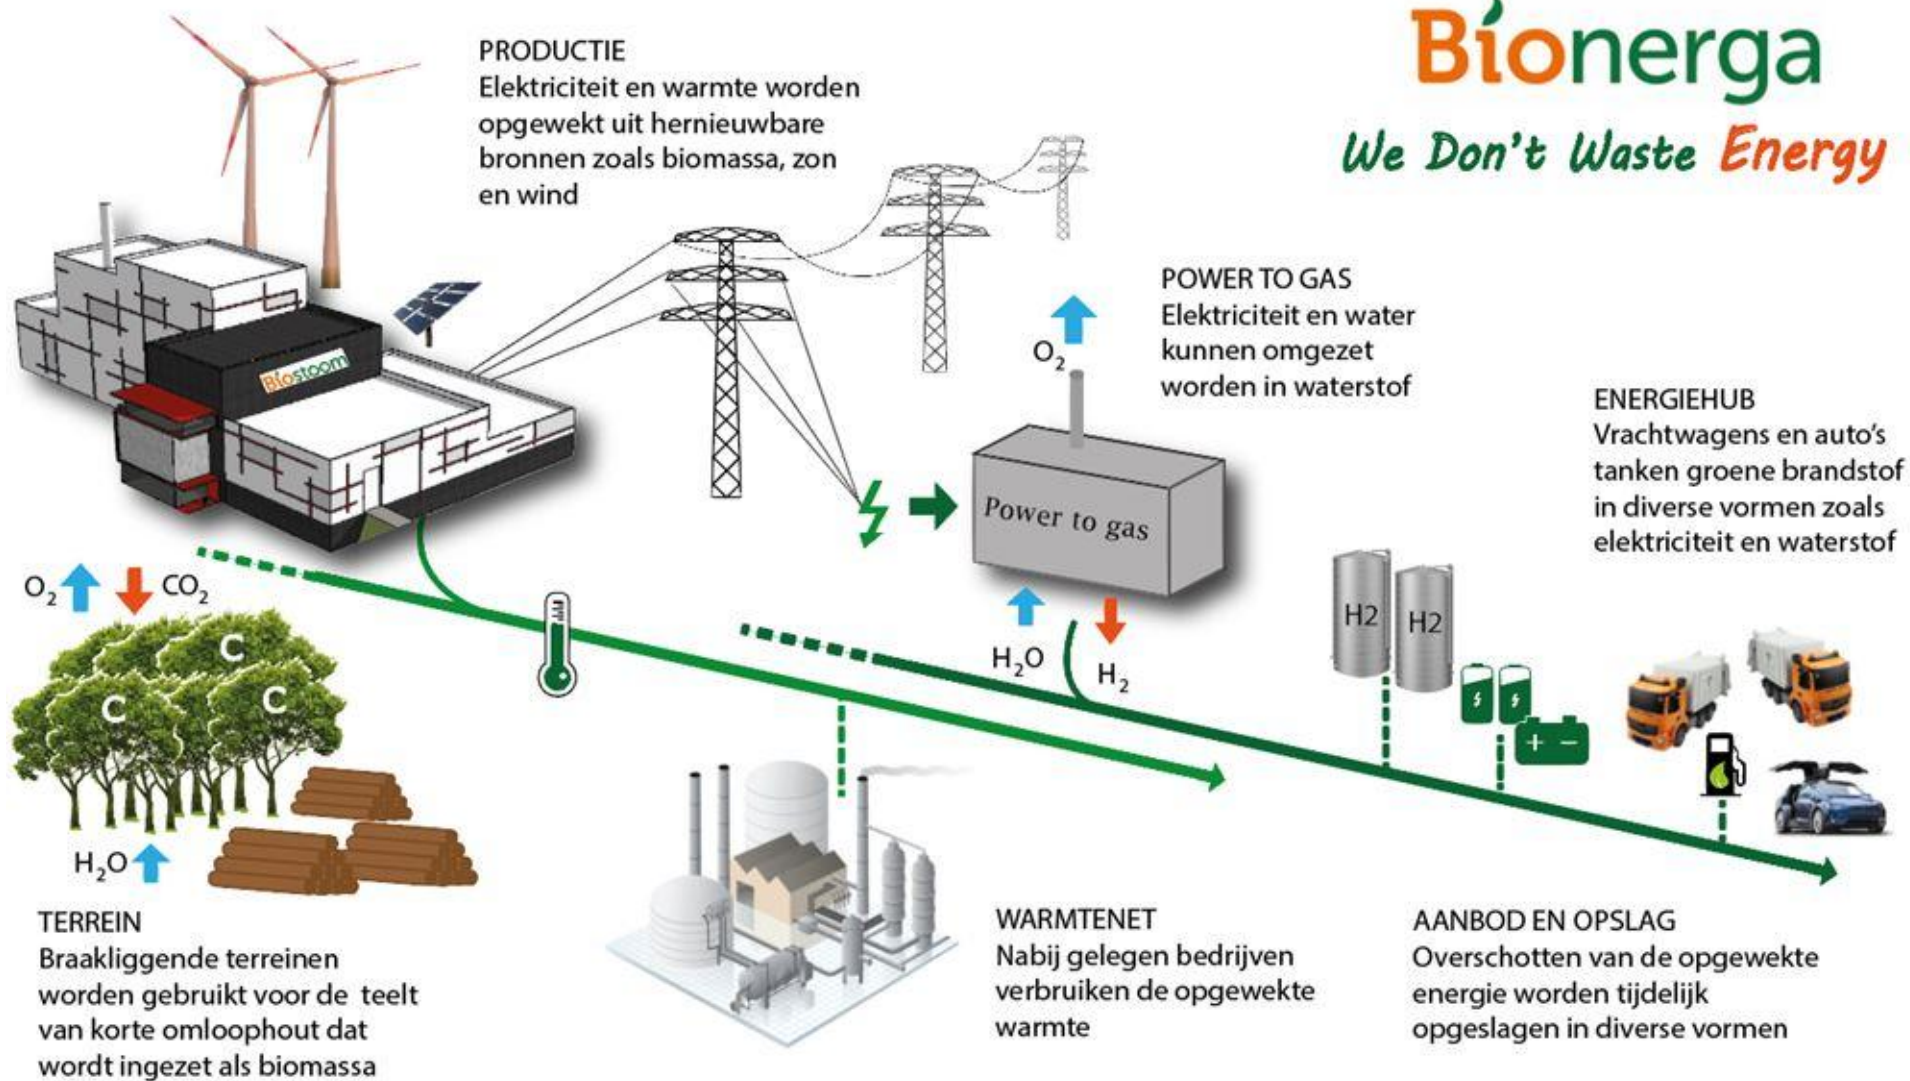 Bionerga
We Don't Waste Energy
PRODUCTIE
Elektriciteit en warmte worden
opgewekt uit hernieuwbare
bronnen zoals biomassa, zon
en wind
Biostoom
POWER TO GAS
Elektriciteit en water
kunnen omgezet
worden in waterstof
O₂
Power to gas
H₂O
H₂
ENERGIEHUB
Vrachtwagens en auto's
tanken groene brandstof
in diverse vormen zoals
elektriciteit en waterstof
H2
H2
+ −
O₂
CO₂
C
C
C
H₂O
TERREIN
Braakliggende terreinen
worden gebruikt voor de teelt
van korte omloophout dat
wordt ingezet als biomassa
WARMTENET
Nabij gelegen bedrijven
verbruiken de opgewekte
warmte
AANBOD EN OPSLAG
Overschotten van de opgewekte
energie worden tijdelijk
opgeslagen in diverse vormen